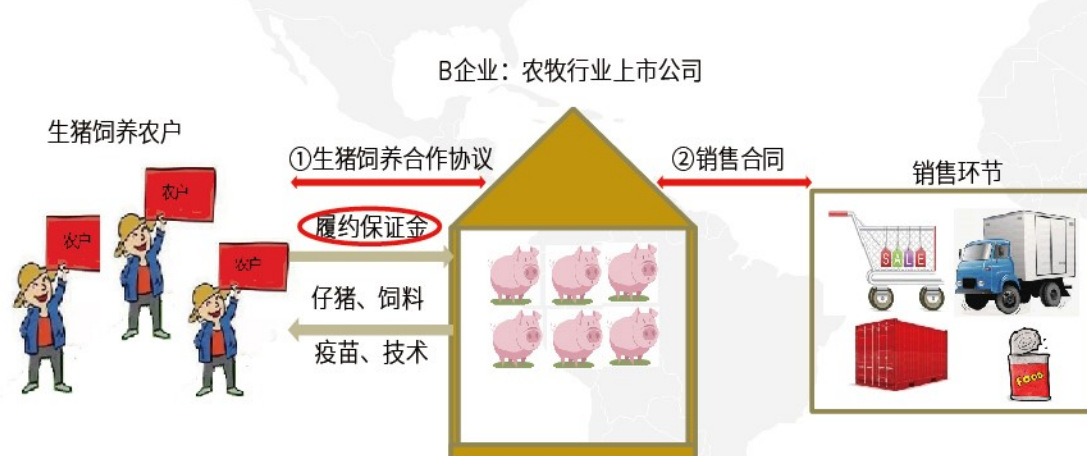 B企业：农牧行业上市公司
生猪饲养农户
①生猪饲养合作协议
②销售合同
销售环节
农户
农户
农户
履约保证金
仔猪、饲料
疫苗、技术
SALE
FOOD